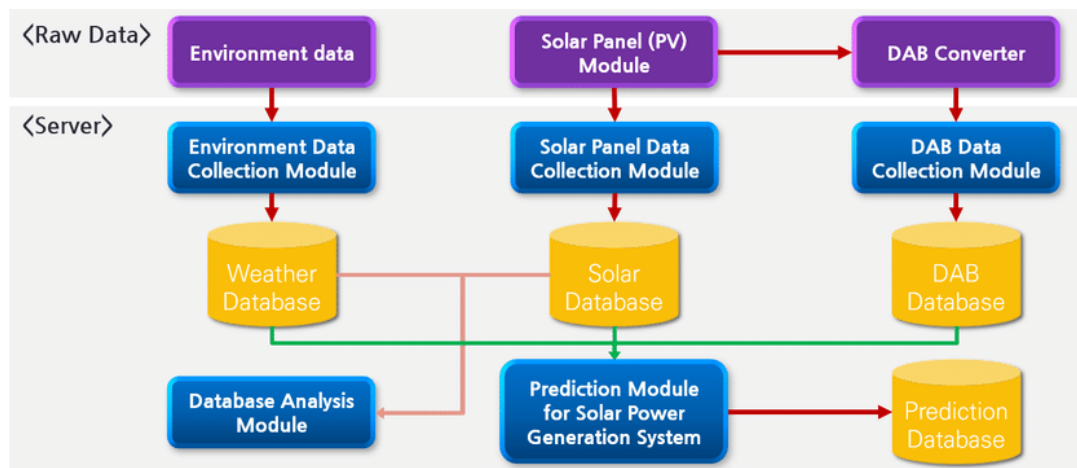 <Raw Data>
Environment data
Solar Panel (PV)
Module
DAB Converter
<Server>
Environment Data
Collection Module
Solar Panel Data
Collection Module
DAB Data
Collection Module
Weather
Database
Solar
Database
DAB
Database
Database Analysis
Module
Prediction Module
for Solar Power
Generation System
Prediction
Database